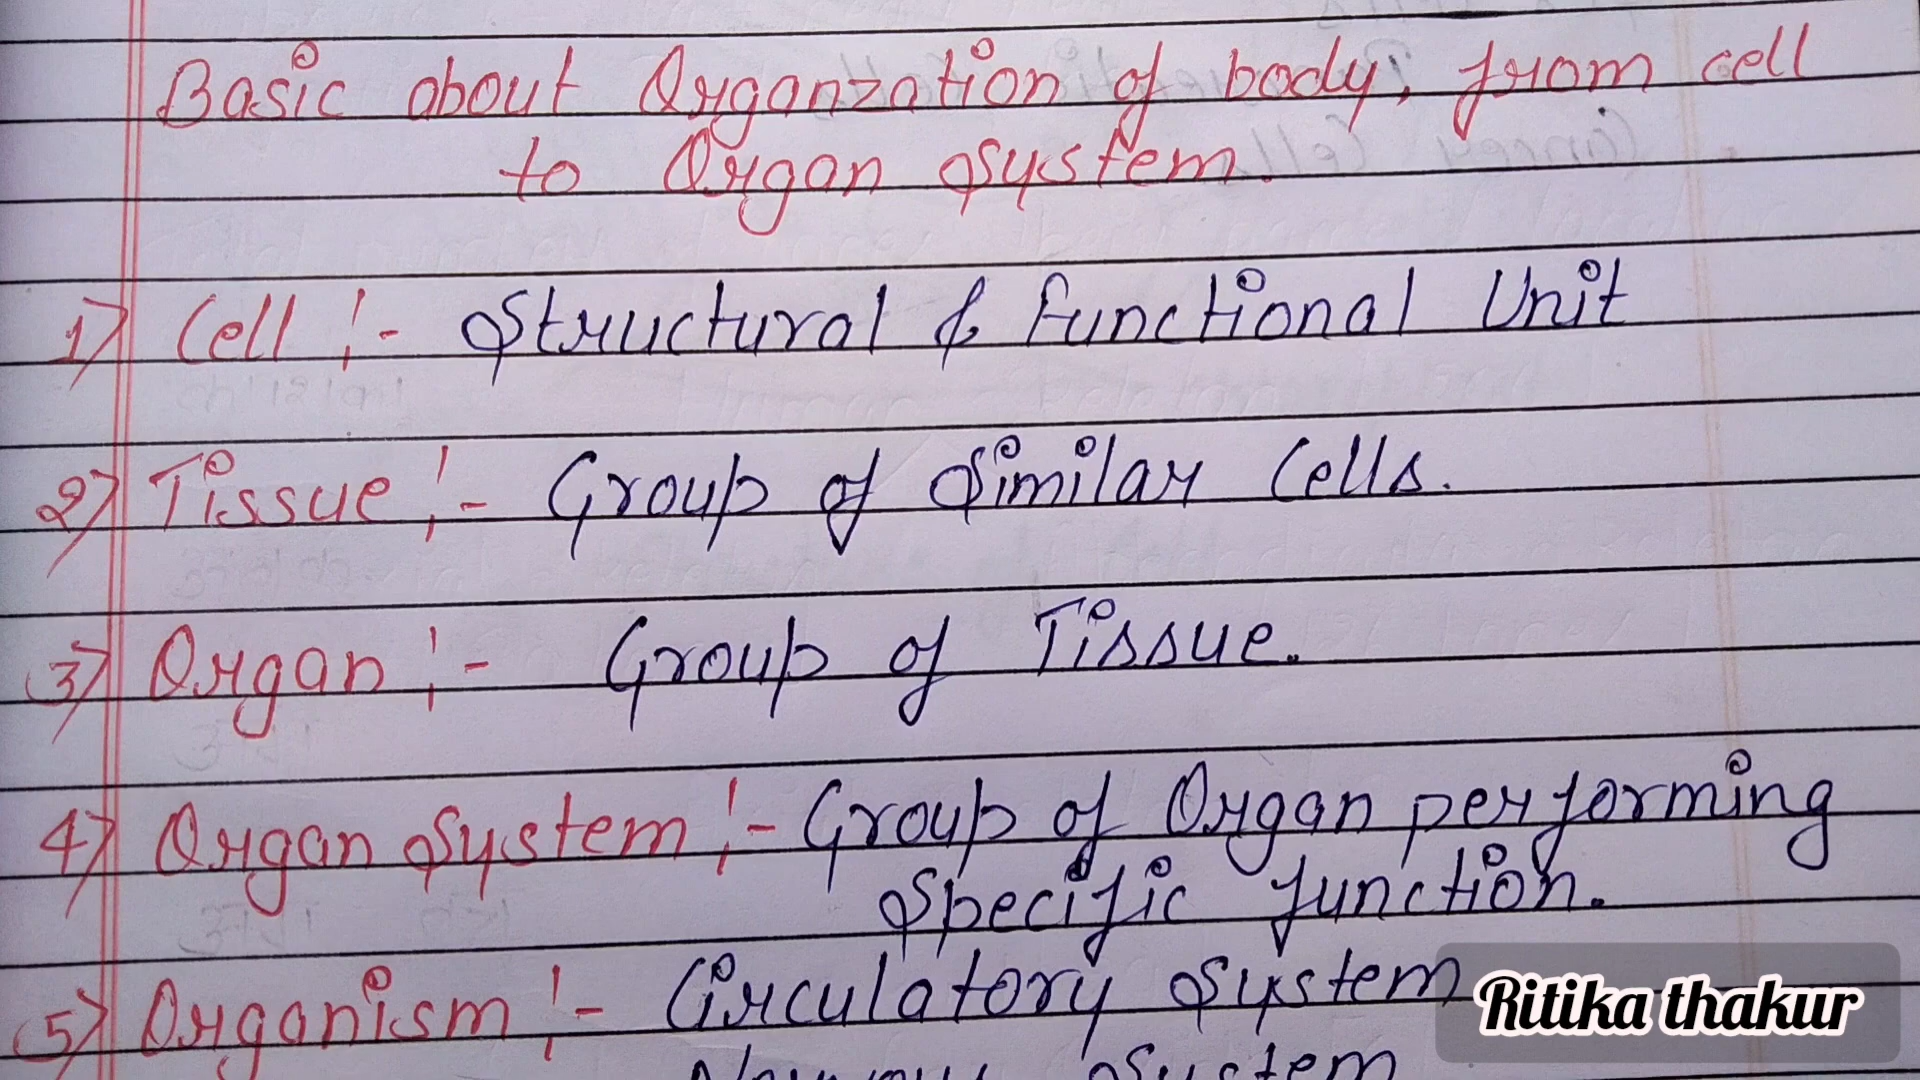 Basic about Organzation of body, from cell
to Organ System.
1) Cell :- Structural & Functional Unit
2) Tissue :- Group of Similar Cells.
3) Organ :- Group of Tissue.
4) Organ System :- Group of Organ performing
Specific function.
5) Organism :- Circulatory System
System
Ritika thakur